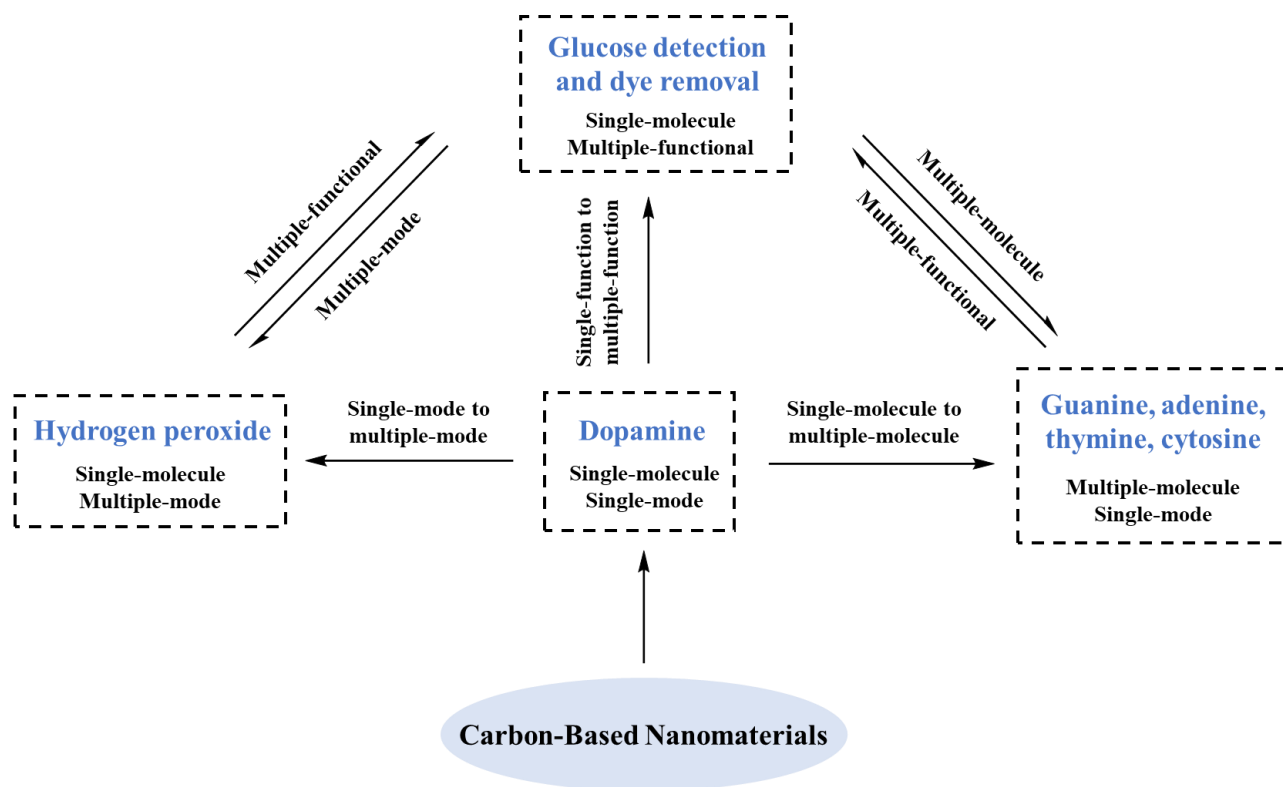 Glucose detection
and dye removal
Single-molecule
Multiple-functional
Multiple-functional
Multiple-mode
Single-function to
multiple-function
Multiple-molecule
Multiple-functional
Hydrogen peroxide
Single-molecule
Multiple-mode
Single-mode to
multiple-mode
Dopamine
Single-molecule
Single-mode
Single-molecule to
multiple-molecule
Guanine, adenine,
thymine, cytosine
Multiple-molecule
Single-mode
Carbon-Based Nanomaterials